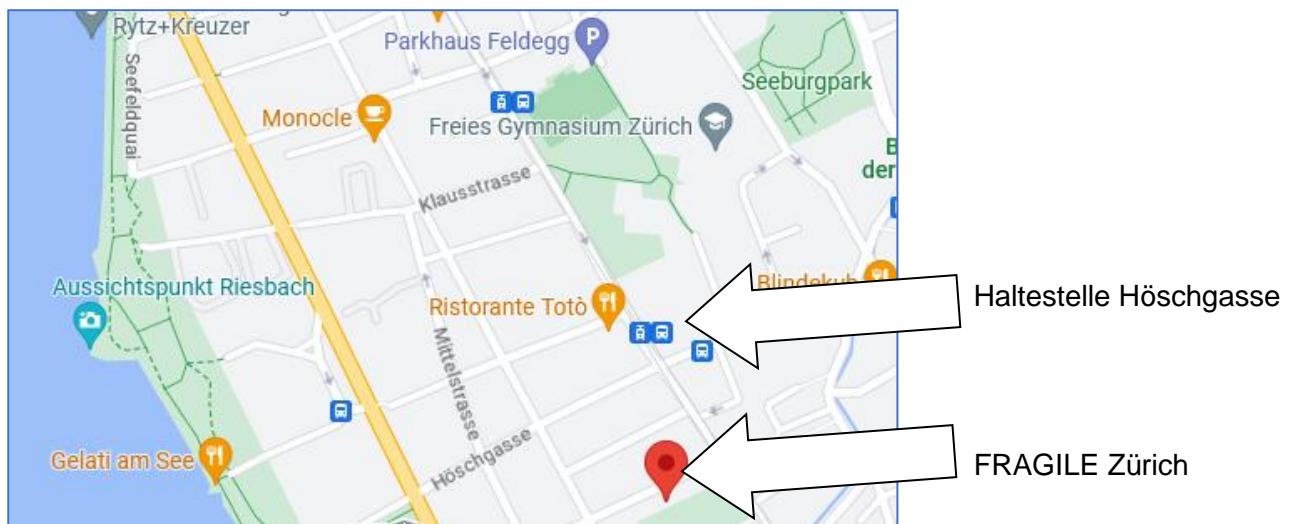 Rytz+Kreuzer
Parkhaus Feldegg
P
Seeburgpark
Seefeldquai
Monocle
Freies Gymnasium Zürich
B
der
Klausstrasse
Aussichtspunkt Riesbach
Ristorante Totò
Haltestelle Höschgasse
Mittelstrasse
Höschgasse
Gelati am See
FRAGILE Zürich